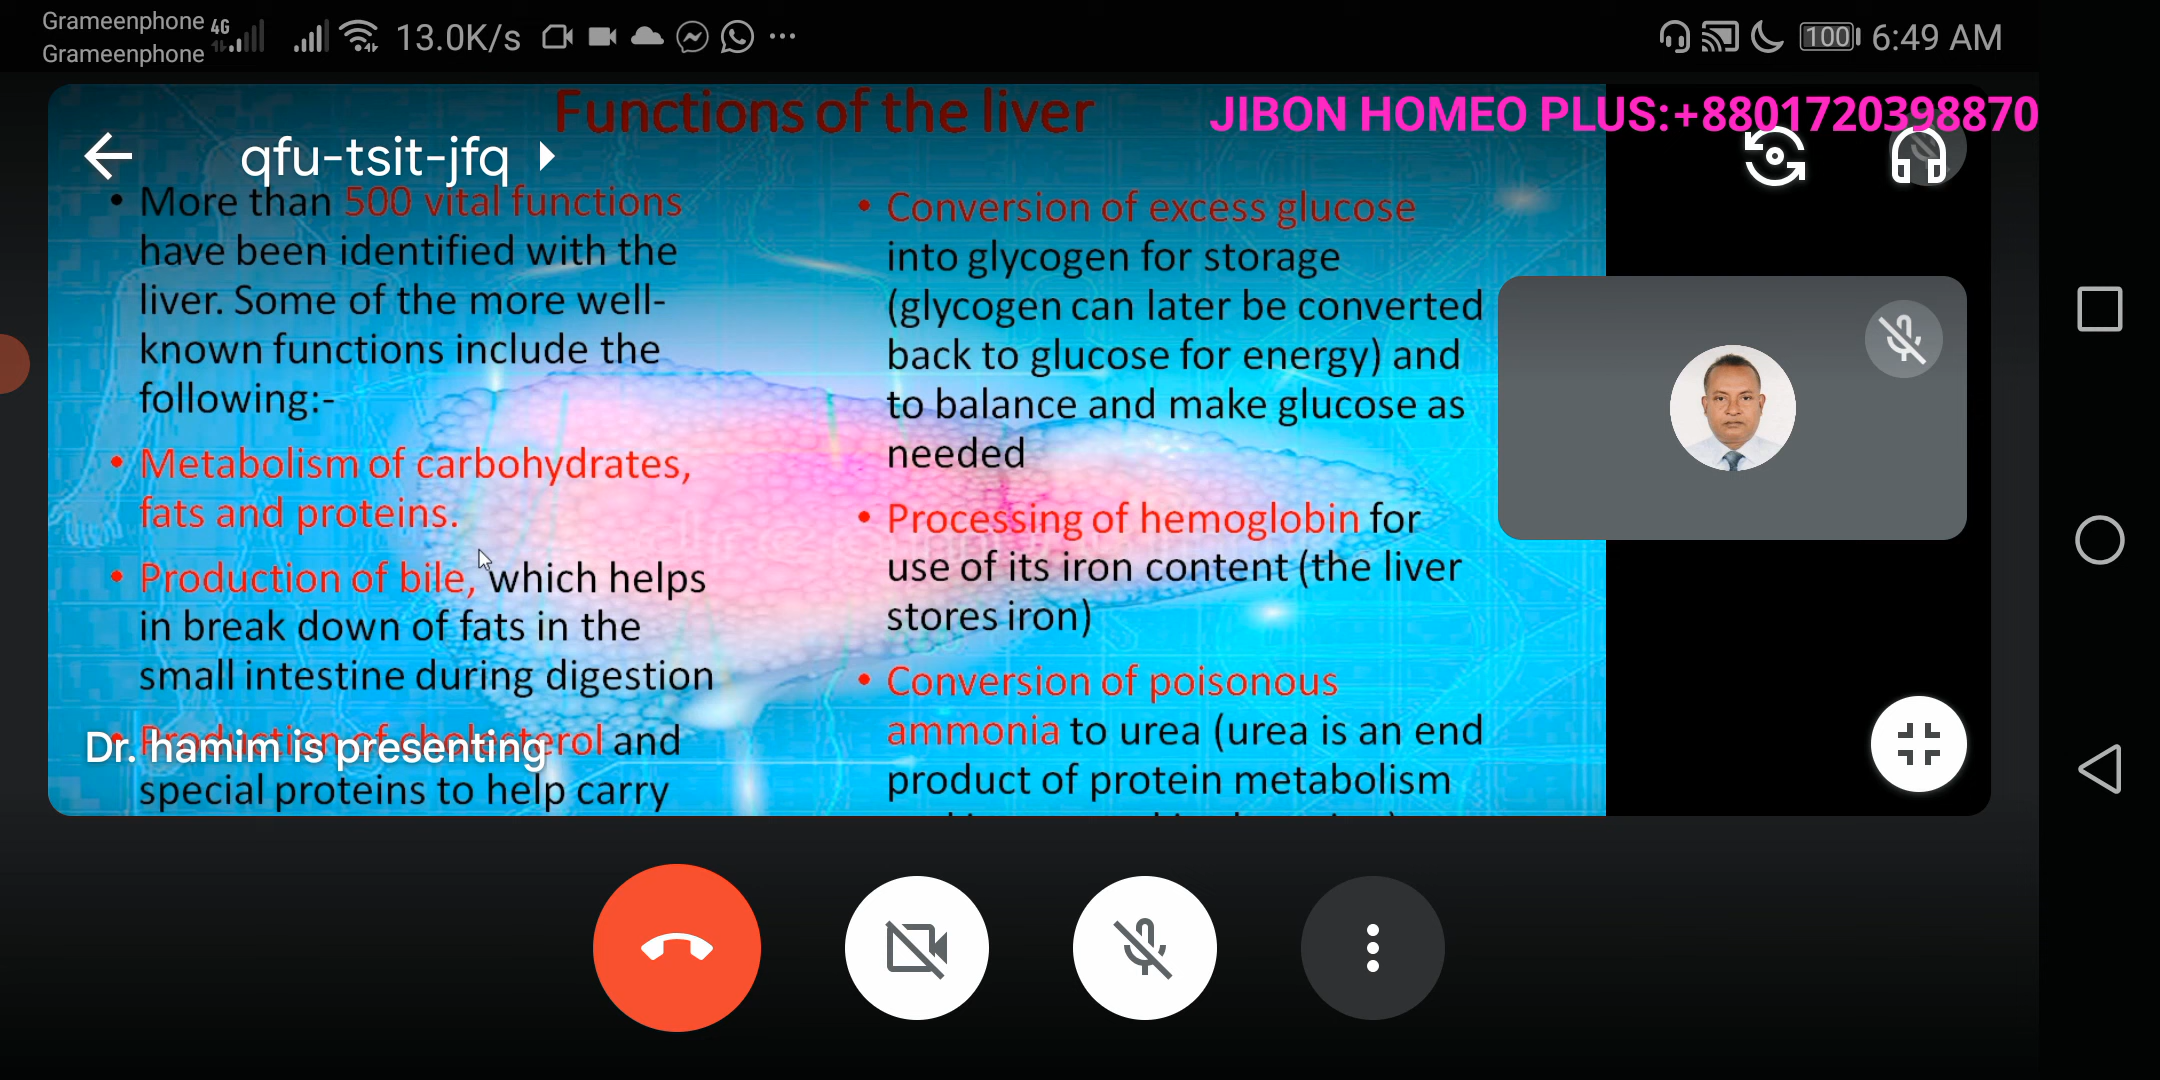 Grameenphone 4G
Grameenphone
13.0K/s
100
6:49 AM
Functions of the liver
JIBON HOMEO PLUS:+8801720398870
qfu-tsit-jfq
• More than 500 vital functions
have been identified with the
liver. Some of the more well-
known functions include the
following:-
• Metabolism of carbohydrates,
fats and proteins.
• Production of bile, which helps
in break down of fats in the
small intestine during digestion
• Production of cholesterol and
special proteins to help carry
Dr. hamim is presenting
• Conversion of excess glucose
into glycogen for storage
(glycogen can later be converted
back to glucose for energy) and
to balance and make glucose as
needed
• Processing of hemoglobin for
use of its iron content (the liver
stores iron)
• Conversion of poisonous
ammonia to urea (urea is an end
product of protein metabolism